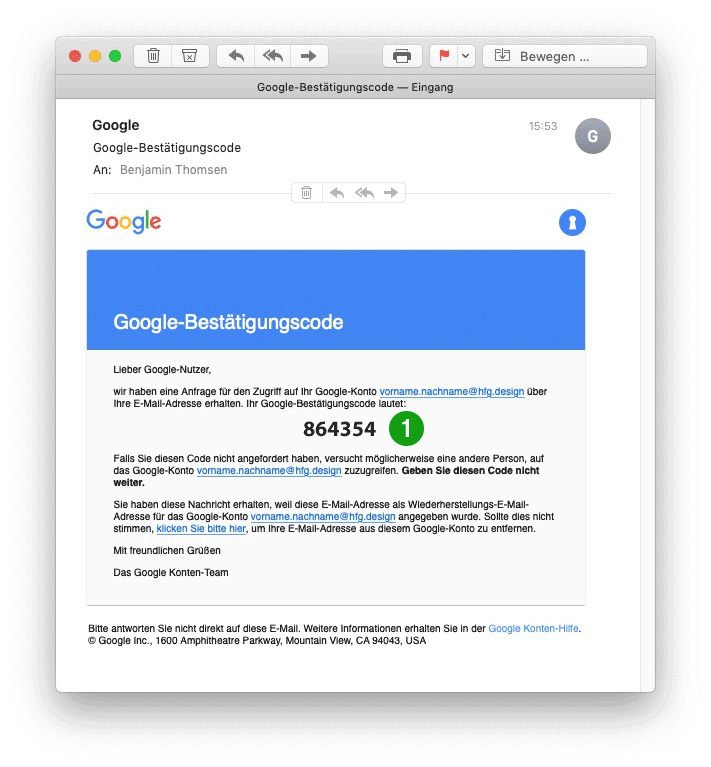 Bewegen ...
Google-Bestätigungscode — Eingang
Google
15:53
G
Google-Bestätigungscode
An: Benjamin Thomsen
Google
Google-Bestätigungscode
Lieber Google-Nutzer,
wir haben eine Anfrage für den Zugriff auf Ihr Google-Konto vorname.nachname@hfg.design über
Ihre E-Mail-Adresse erhalten. Ihr Google-Bestätigungscode lautet:
864354 1
Falls Sie diesen Code nicht angefordert haben, versucht möglicherweise eine andere Person, auf
das Google-Konto vorname.nachname@hfg.design zuzugreifen. Geben Sie diesen Code nicht
weiter.
Sie haben diese Nachricht erhalten, weil diese E-Mail-Adresse als Wiederherstellungs-E-Mail-
Adresse für das Google-Konto vorname.nachname@hfg.design angegeben wurde. Sollte dies nicht
stimmen, klicken Sie bitte hier, um Ihre E-Mail-Adresse aus diesem Google-Konto zu entfernen.
Mit freundlichen Grüßen
Das Google Konten-Team
Bitte antworten Sie nicht direkt auf diese E-Mail. Weitere Informationen erhalten Sie in der Google Konten-Hilfe.
© Google Inc., 1600 Amphitheatre Parkway, Mountain View, CA 94043, USA